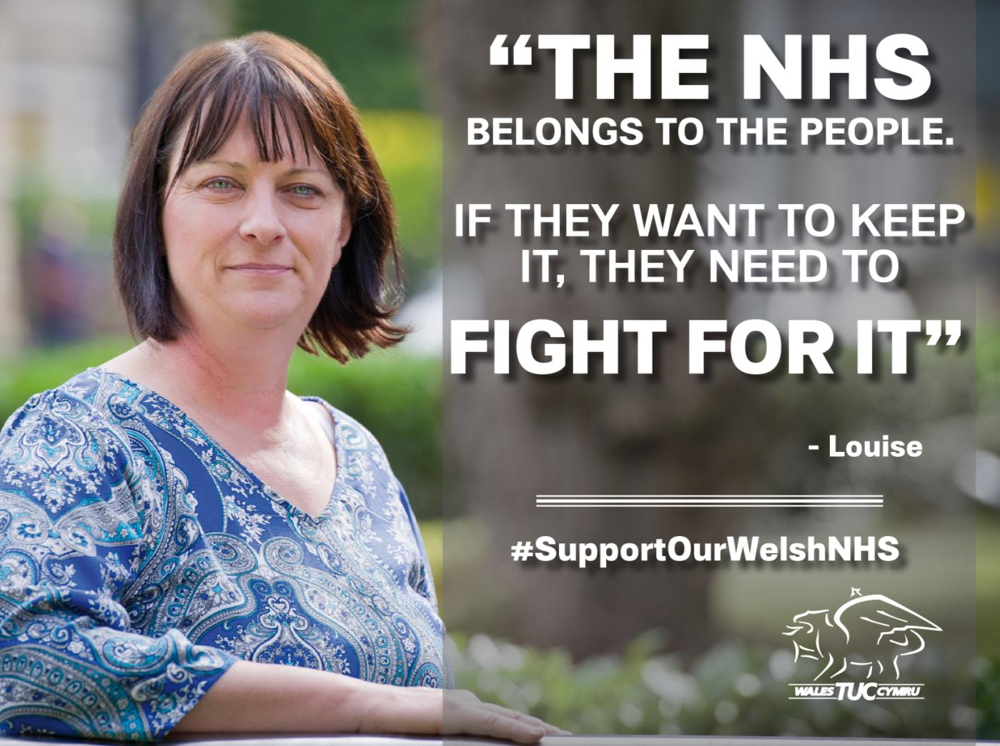 “THE NHS
BELONGS TO THE PEOPLE.
IF THEY WANT TO KEEP
IT, THEY NEED TO
FIGHT FOR IT”
- Louise
#SupportOurWelshNHS
WALES TUC CYMRU